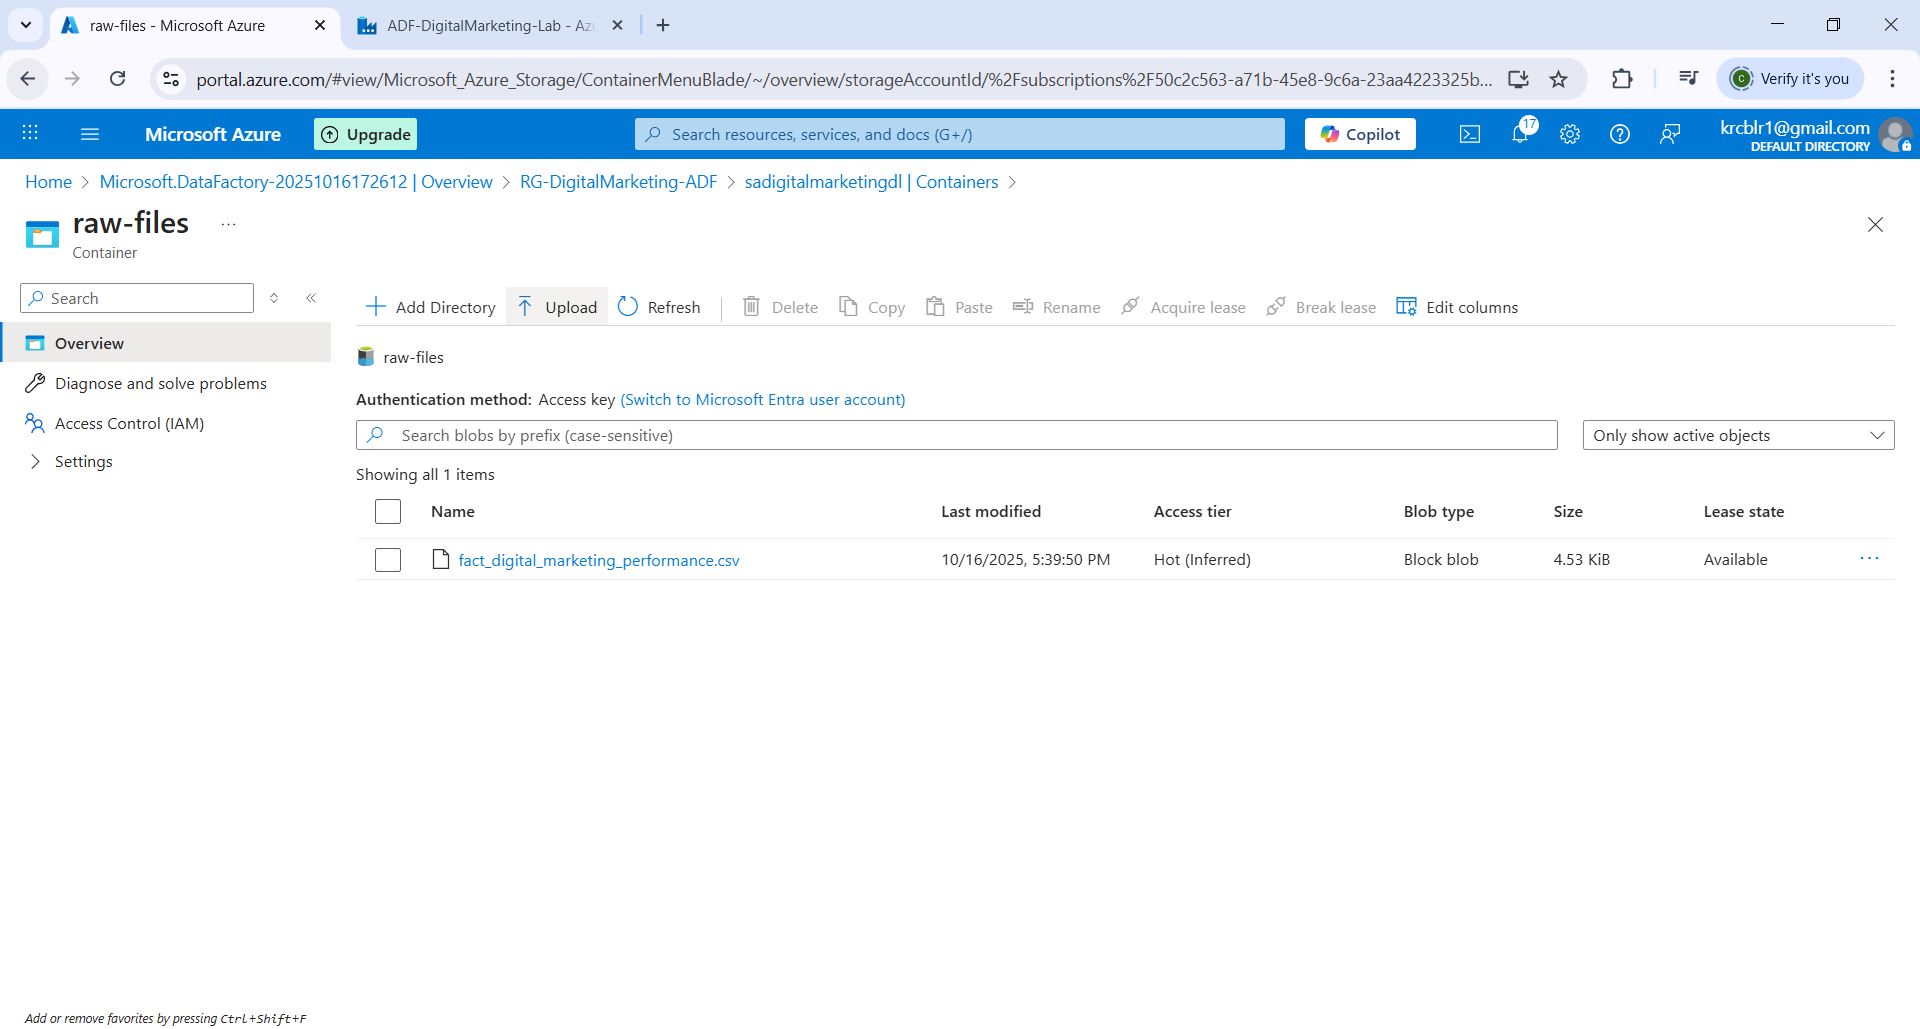 raw-files - Microsoft Azure
ADF-DigitalMarketing-Lab - Azu
portal.azure.com/#view/Microsoft_Azure_Storage/ContainerMenuBlade/~/overview/storageAccountId/%2Fsubscriptions%2F50c2c563-a71b-45e8-9c6a-23aa4223325b...
Verify it's you
Microsoft Azure
Upgrade
Search resources, services, and docs (G+/)
Copilot
17
krcblr1@gmail.com
DEFAULT DIRECTORY
Home > Microsoft.DataFactory-20251016172612 | Overview > RG-DigitalMarketing-ADF > sadigitalmarketingdl | Containers >
raw-files ...
Container
Search
Overview
Diagnose and solve problems
Access Control (IAM)
Settings
Add Directory Upload Refresh Delete Copy Paste Rename Acquire lease Break lease Edit columns
raw-files
Authentication method: Access key (Switch to Microsoft Entra user account)
Search blobs by prefix (case-sensitive)
Only show active objects
Showing all 1 items
Name Last modified Access tier Blob type Size Lease state
fact_digital_marketing_performance.csv 10/16/2025, 5:39:50 PM Hot (Inferred) Block blob 4.53 KiB Available ...
Add or remove favorites by pressing Ctrl+Shift+F